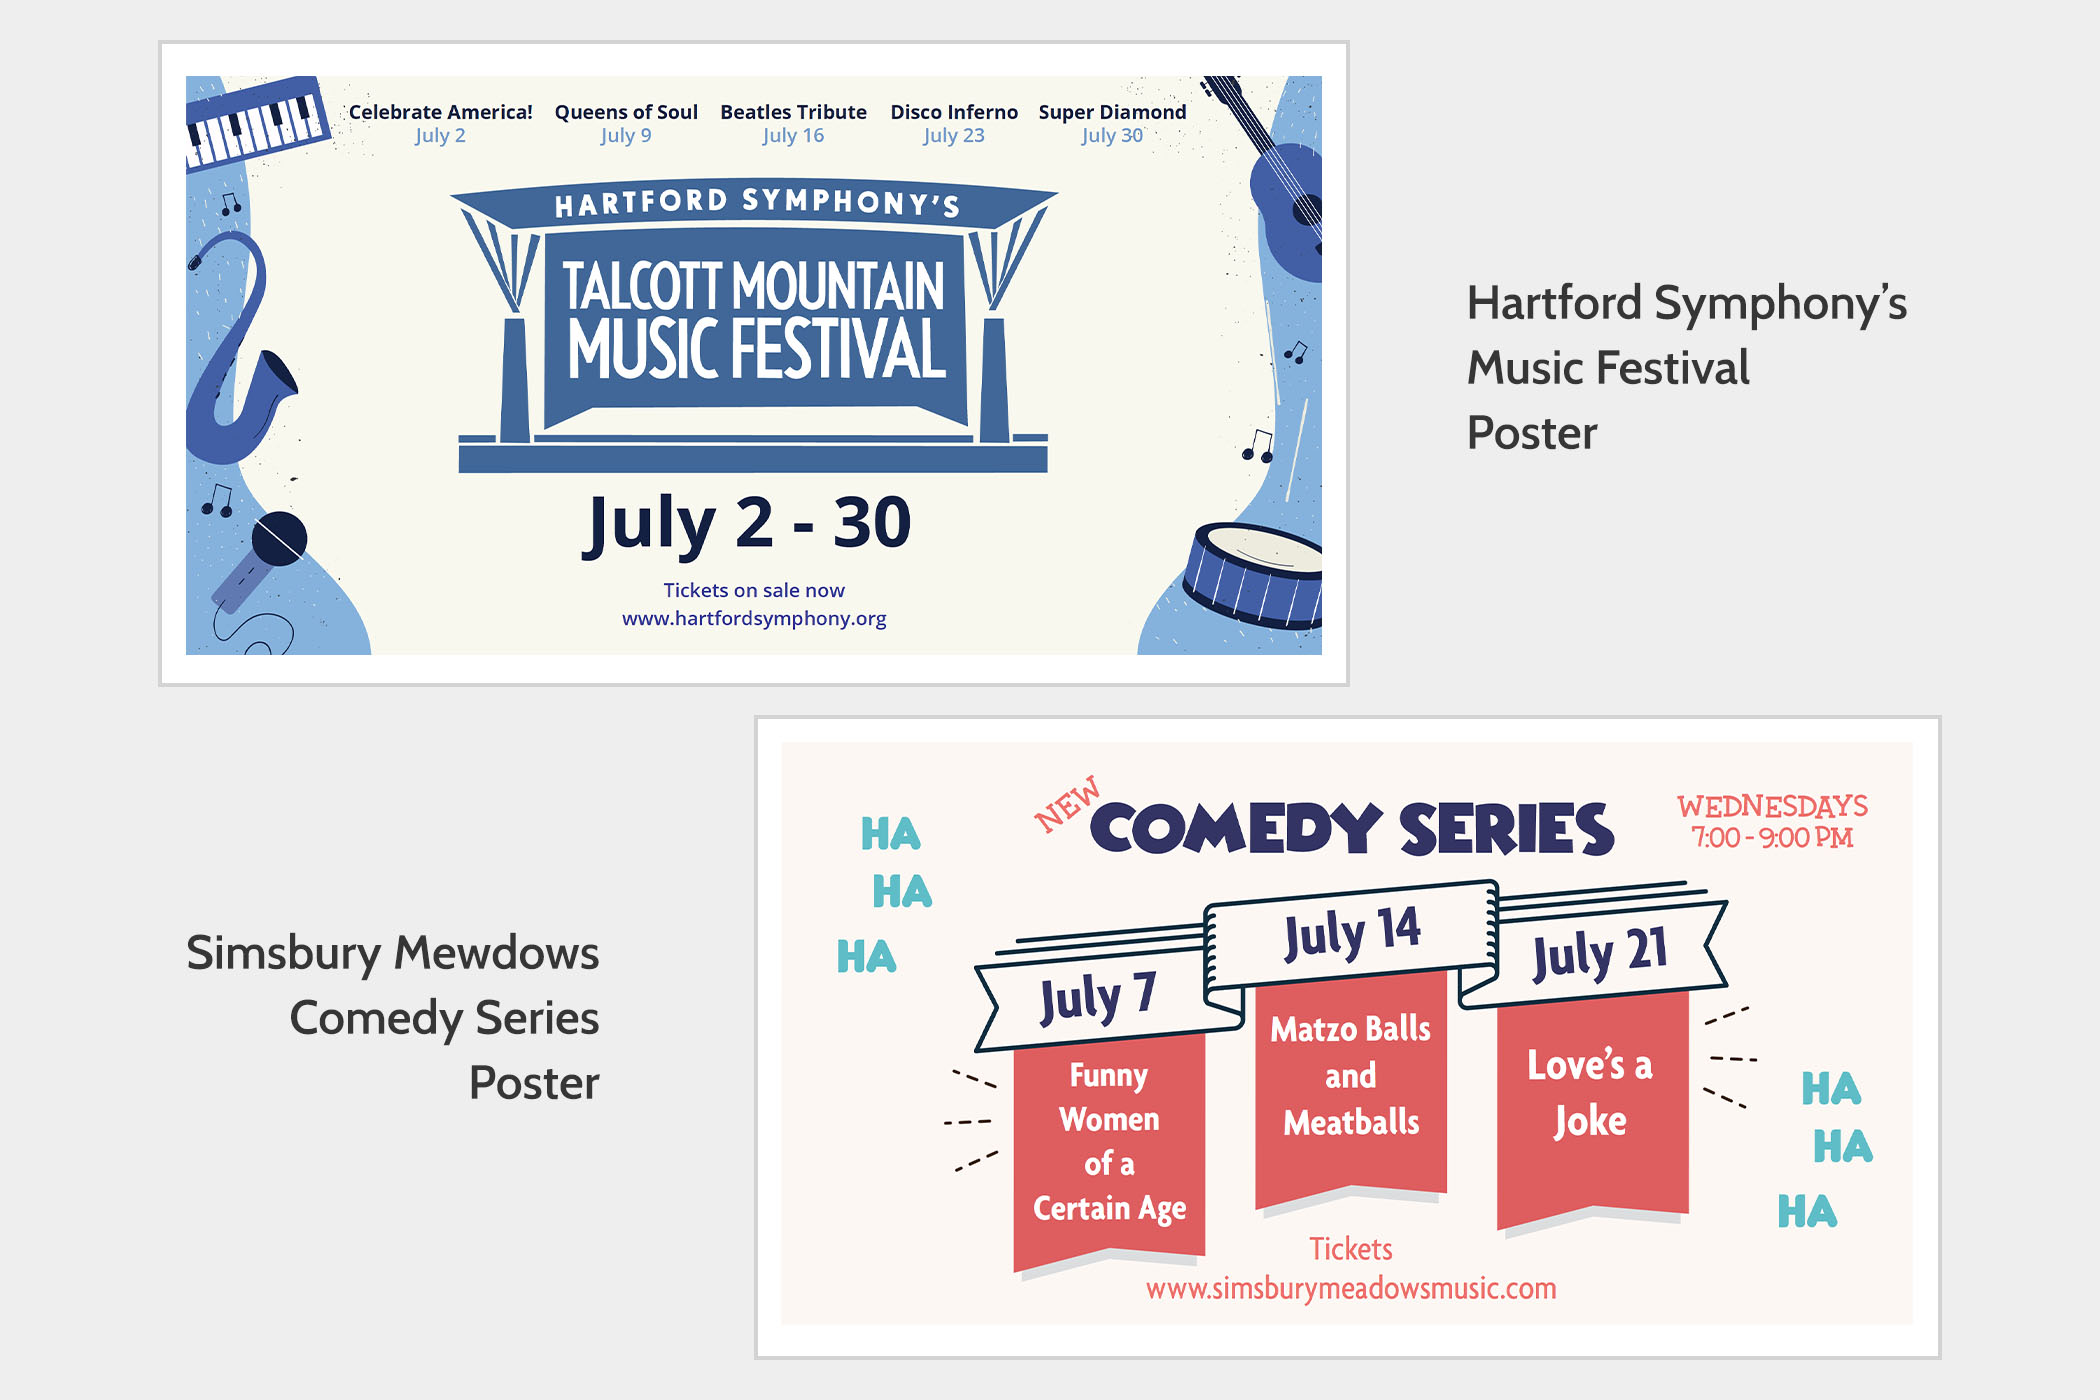 Celebrate America! Queens of Soul Beatles Tribute Disco Inferno Super Diamond
July 2 July 9 July 16 July 23 July 30
HARTFORD SYMPHONY'S
TALCOTT MOUNTAIN
MUSIC FESTIVAL
July 2 - 30
Tickets on sale now
www.hartfordsymphony.org
Hartford Symphony's
Music Festival
Poster
Simsbury Mewdows
Comedy Series
Poster
NEW
COMEDY SERIES
WEDNESDAYS
7:00 - 9:00 PM
HA
HA
HA
July 7
Funny
Women
of a
Certain Age
July 14
Matzo Balls
and
Meatballs
July 21
Love's a
Joke
HA
HA
HA
Tickets
www.simsburymeadowsmusic.com